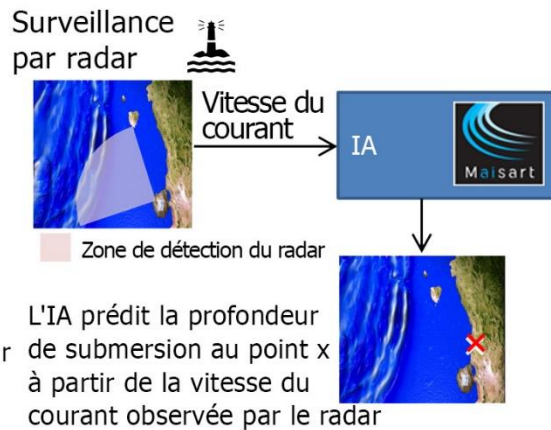 Surveillance
par radar
Vitesse du
courant
IA
Maisart
Zone de détection du radar
L'IA prédit la profondeur
r de submersion au point x
à partir de la vitesse du
courant observée par le radar